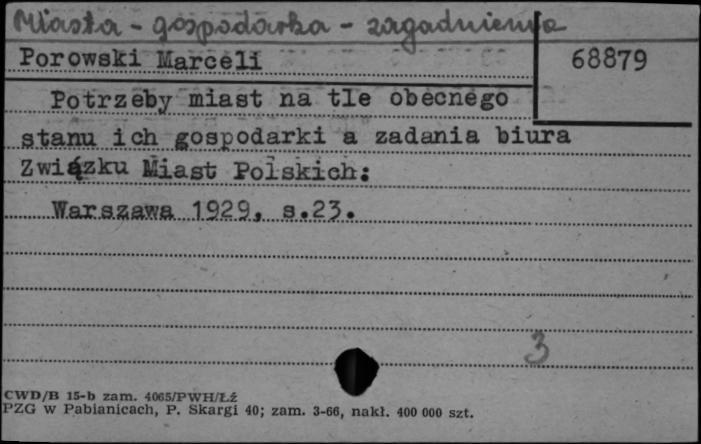 Miasta - gospodarka - zagadnienia
Porowski Marceli
68879
Potrzeby miast na tle obecnego
stanu ich gospodarki a zadania biura
Związku Miast Polskich:
Warszawa 1929, s.23.
3
CWD/B 15-b zam. 4065/PWH/Łź
PZG w Pabianicach, P. Skargi 40; zam. 3-66, nakł. 400 000 szt.